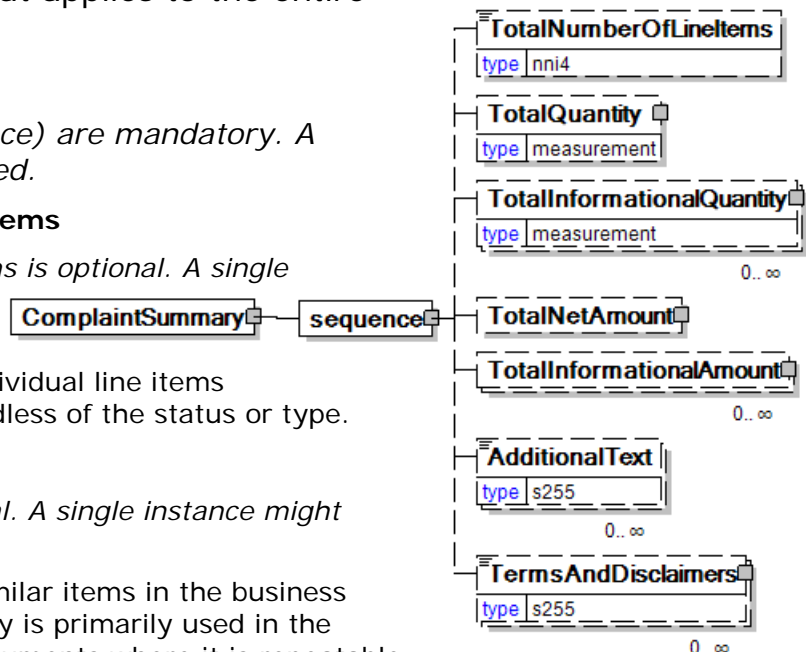 at applies to the entire
ce) are mandatory. A
ed.
ems
ns is optional. A single
ividual line items
dless of the status or type.
al. A single instance might
milar items in the business
y is primarily used in the
ComplaintSummary
sequence
TotalNumberOfLineItems
type nni4
TotalQuantity
type measurement
TotalInformationalQuantity
type measurement
0.. ∞
TotalNetAmount
TotalInformationalAmount
0.. ∞
AdditionalText
type s255
0.. ∞
TermsAndDisclaimers
type s255
0.. ∞